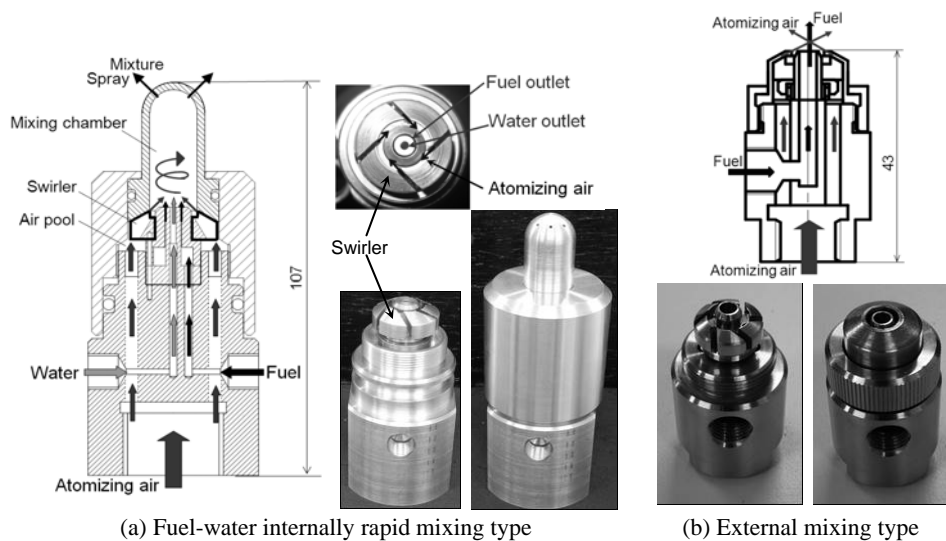 Mixture
Spray
Mixing chamber
Swirler
Air pool
Water
Fuel
Atomizing air
107
Fuel outlet
Water outlet
Atomizing air
Swirler
(a) Fuel-water internally rapid mixing type
Atomizing air
Fuel
Fuel
43
Atomizing air
(b) External mixing type